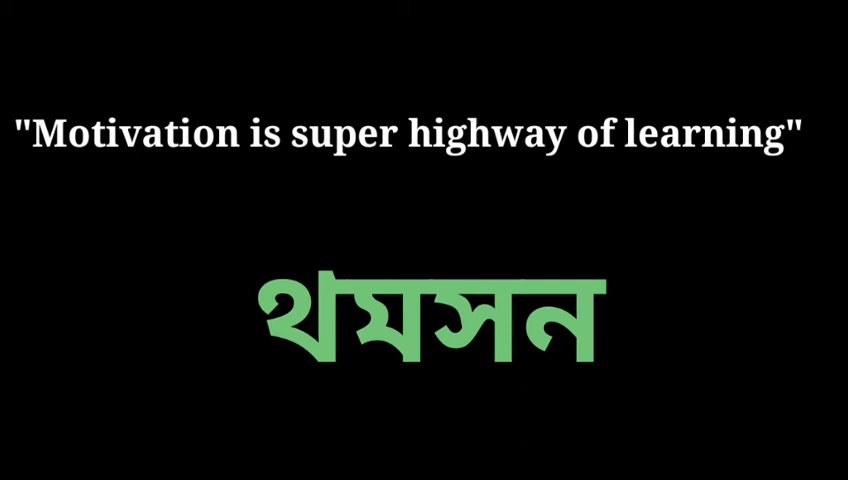 "Motivation is super highway of learning"
থমসন